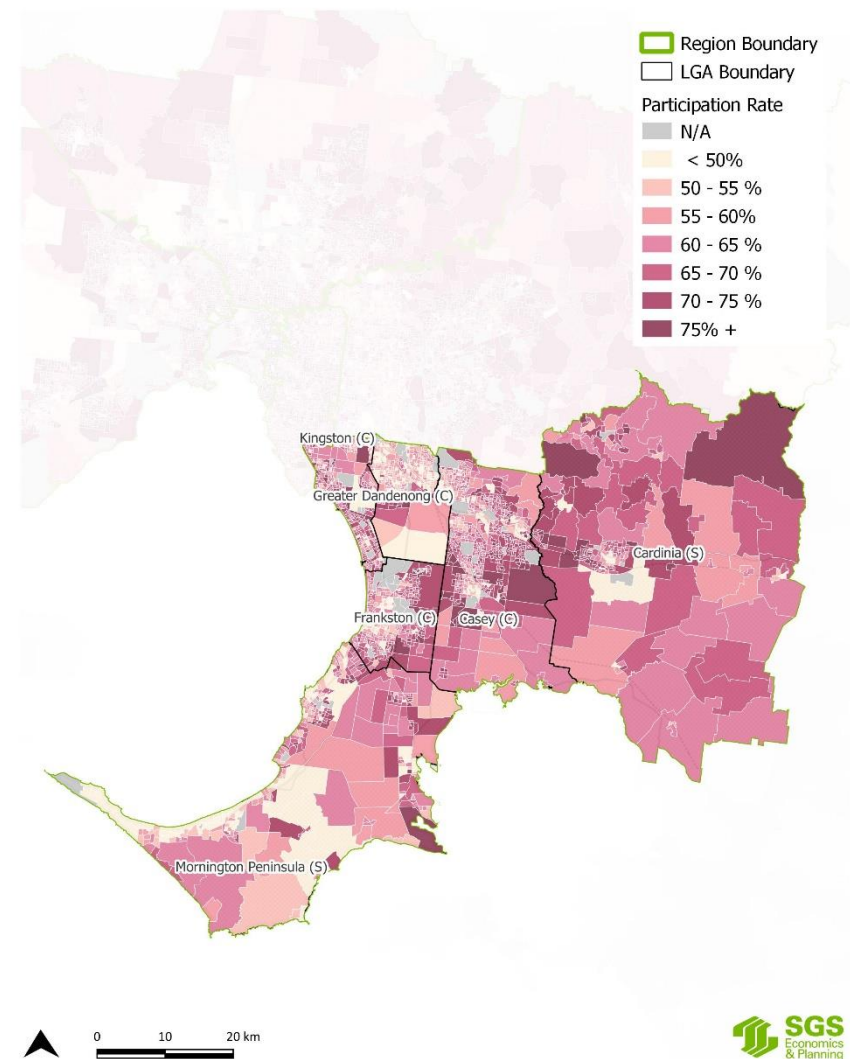 Region Boundary
LGA Boundary
Participation Rate
N/A
< 50%
50 - 55 %
55 - 60%
60 - 65 %
65 - 70 %
70 - 75 %
75% +
Kingston (C)
Greater Dandenong (C)
Cardinia (S)
Frankston (C)
Casey (C)
Mornington Peninsula (S)
0 10 20 km
SGS
Economics
& Planning